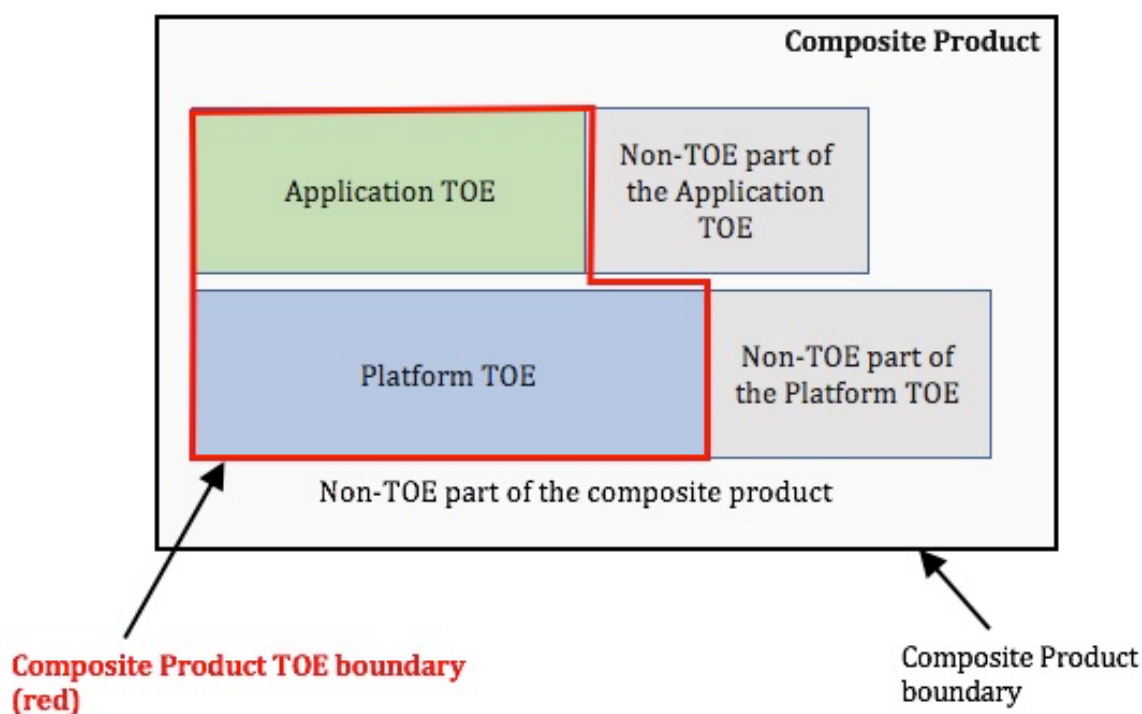 Composite Product
Application TOE
Non-TOE part of
the Application
TOE
Platform TOE
Non-TOE part of
the Platform TOE
Non-TOE part of the composite product
Composite Product TOE boundary
(red)
Composite Product
boundary